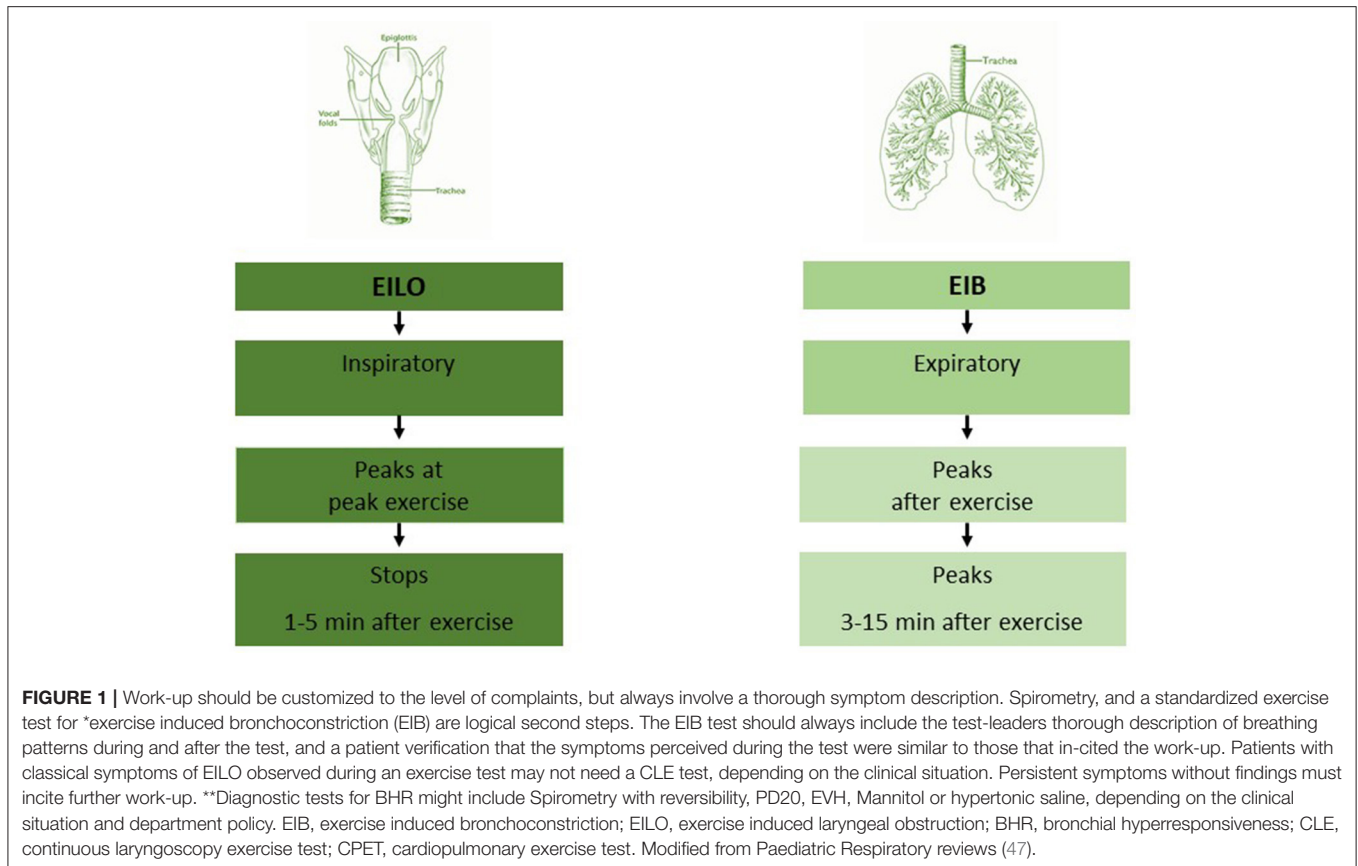 Epiglottis
Vocal
folds
Trachea
Trachea
EILO
Inspiratory
Peaks at
peak exercise
Stops
1-5 min after exercise
EIB
Expiratory
Peaks
after exercise
Peaks
3-15 min after exercise
FIGURE 1 | Work-up should be customized to the level of complaints, but always involve a thorough symptom description. Spirometry, and a standardized exercise
test for *exercise induced bronchoconstriction (EIB) are logical second steps. The EIB test should always include the test-leaders thorough description of breathing
patterns during and after the test, and a patient verification that the symptoms perceived during the test were similar to those that in-cited the work-up. Patients with
classical symptoms of EILO observed during an exercise test may not need a CLE test, depending on the clinical situation. Persistent symptoms without findings must
incite further work-up. **Diagnostic tests for BHR might include Spirometry with reversibility, PD20, EVH, Mannitol or hypertonic saline, depending on the clinical
situation and department policy. EIB, exercise induced bronchoconstriction; EILO, exercise induced laryngeal obstruction; BHR, bronchial hyperresponsiveness; CLE,
continuous laryngoscopy exercise test; CPET, cardiopulmonary exercise test. Modified from Paediatric Respiratory reviews (47).